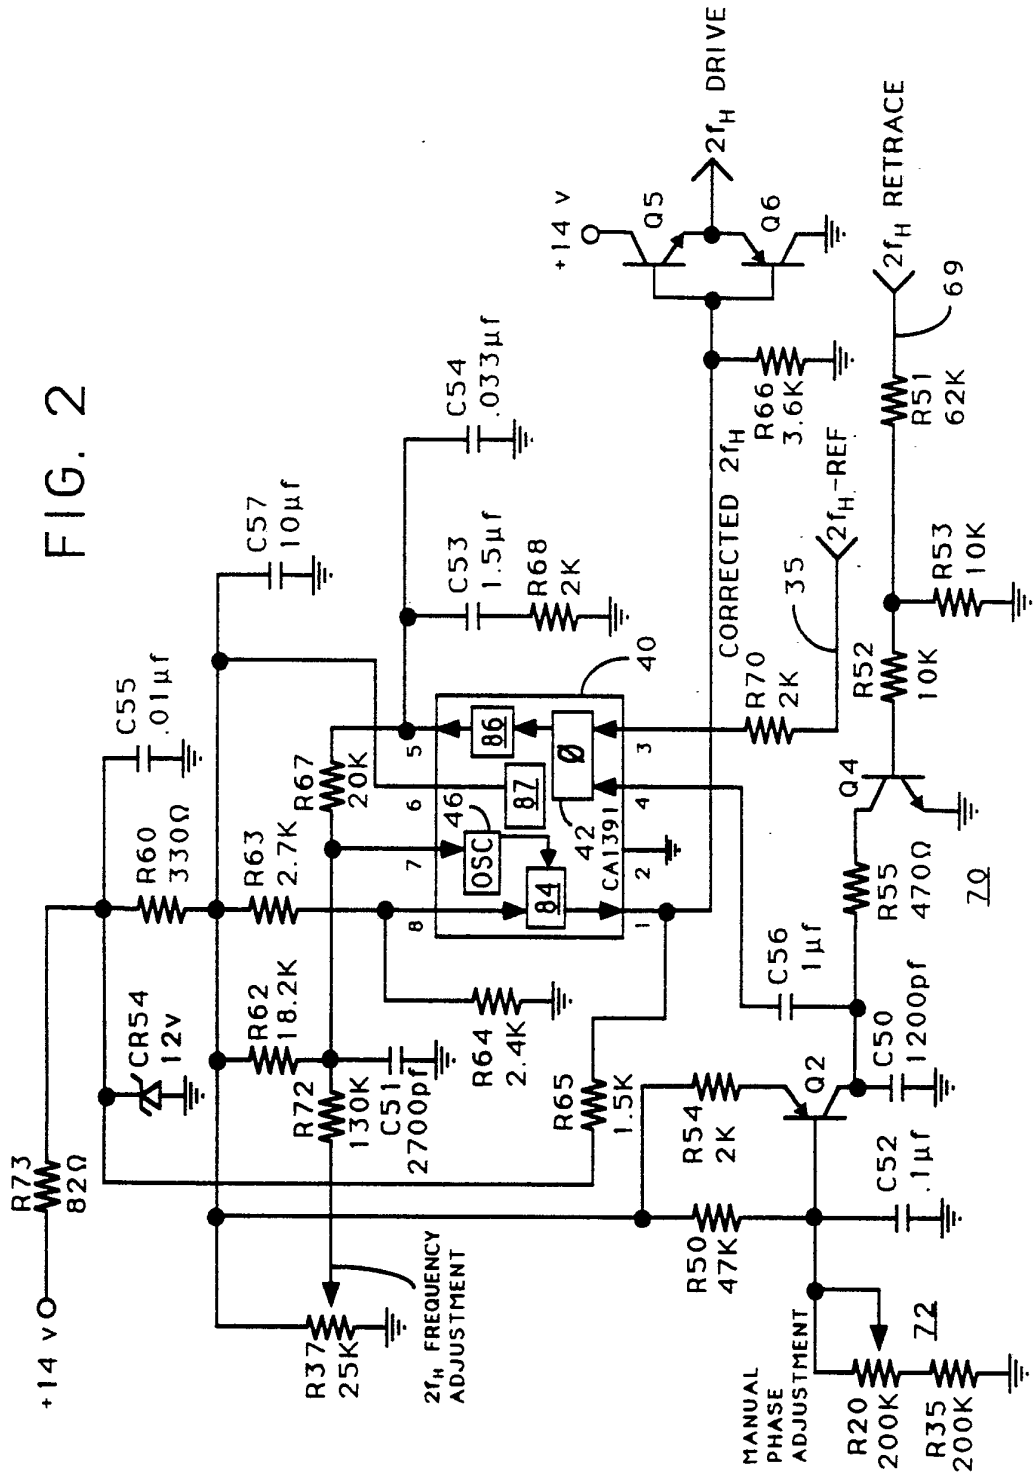 FIG. 2
+14 v
R73
82Ω
CR54
12v
R60
330Ω
C55
.01µf
C57
10µf
R62
18.2K
R63
2.7K
R67
20K
R37
25K
R72
130K
C51
2700pf
2fH FREQUENCY
ADJUSTMENT
R64
2.4K
8
7
6
5
46
OSC
84
87
86
Ø
42
CA1391
40
1
2
4
3
C53
1.5µf
R68
2K
C54
.033µf
R65
1.5K
CORRECTED 2fH
R66
3.6K
+14 v
Q5
Q6
2fH DRIVE
R50
47K
R54
2K
Q2
C56
1µf
R70
2K
35
2fH-REF
MANUAL
PHASE
ADJUSTMENT
R20
200K
R35
200K
72
C52
.1µf
C50
1200pf
R55
470Ω
70
Q4
R52
10K
R53
10K
R51
62K
69
2fH RETRACE